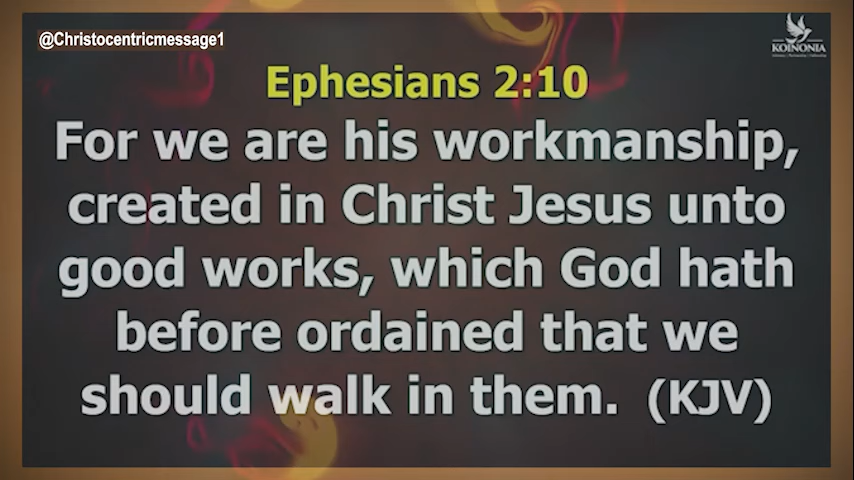 @Christocentricmessage1
KOINONIA
Ephesians 2:10
For we are his workmanship,
created in Christ Jesus unto
good works, which God hath
before ordained that we
should walk in them. (KJV)